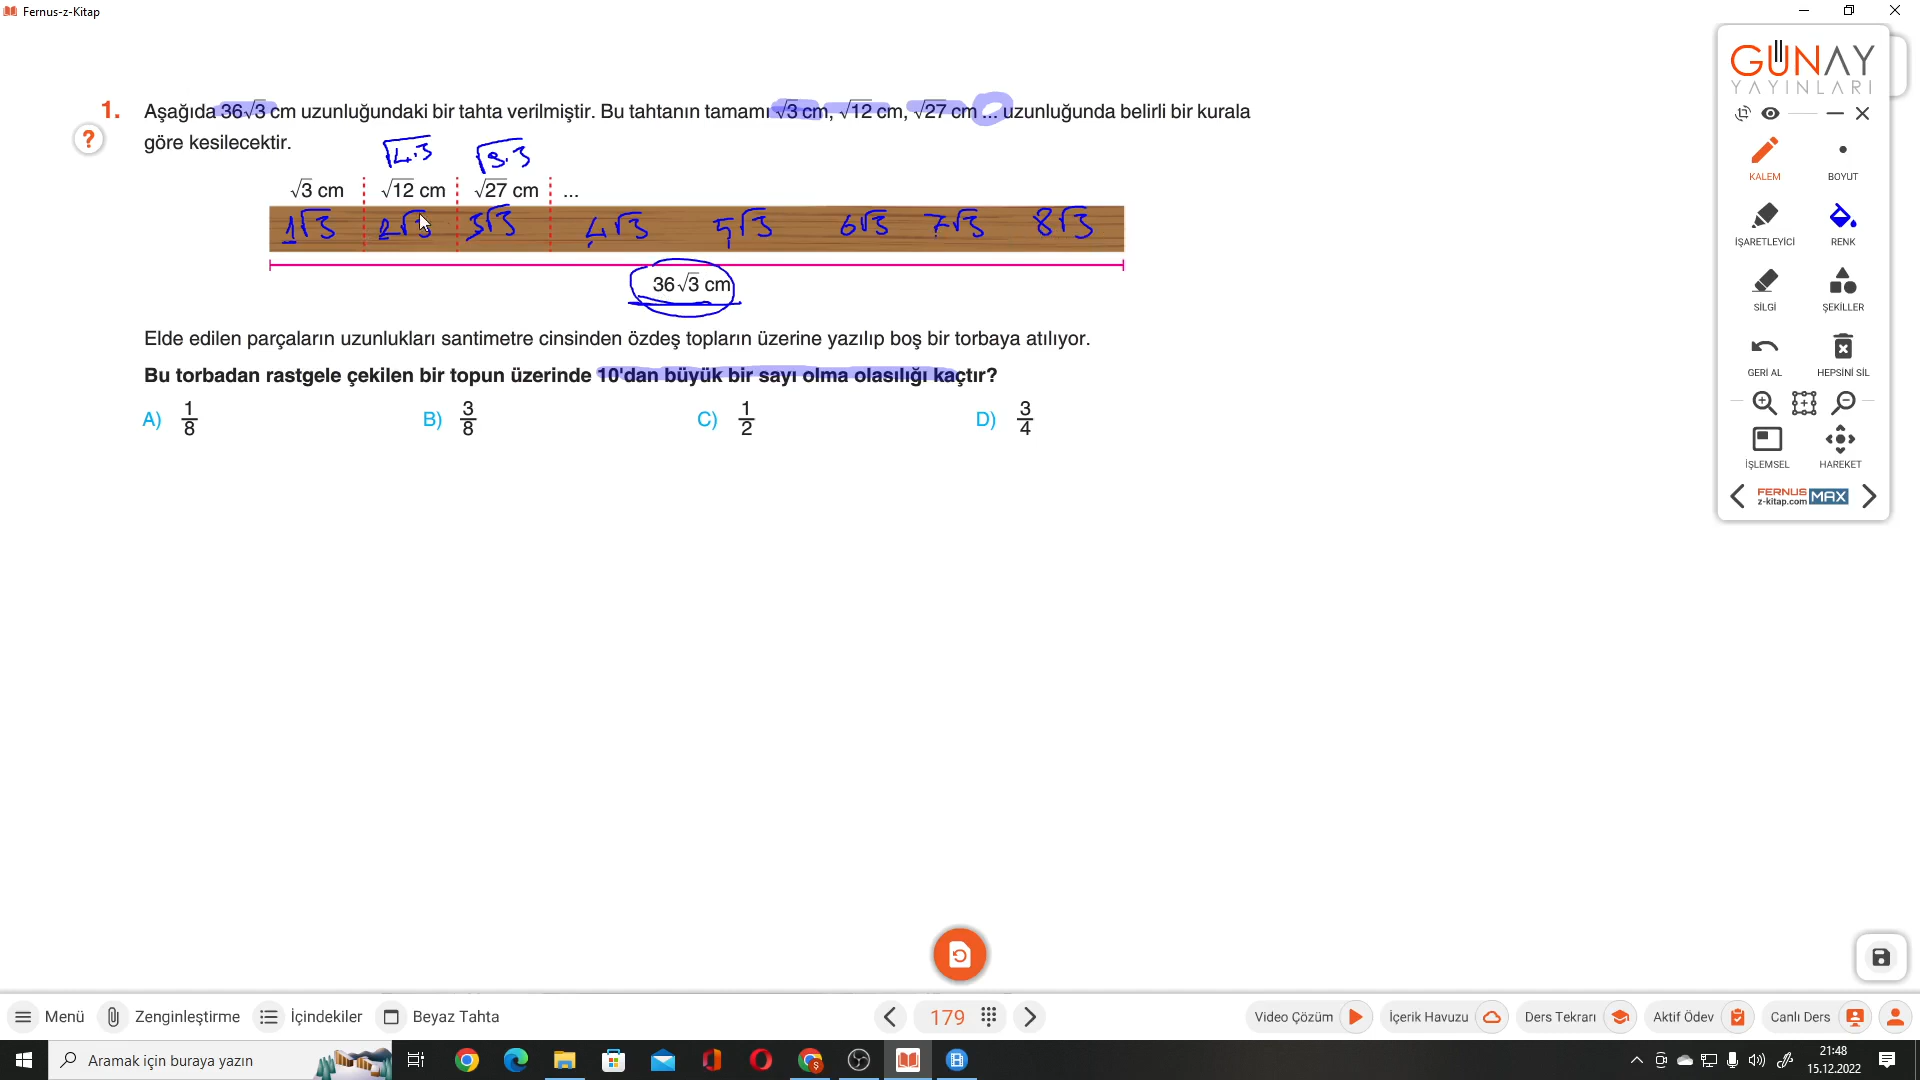 Fernus-z-Kitap
GÜNAY
YAYINLARI
1. Aşağıda 36√3 cm uzunluğundaki bir tahta verilmiştir. Bu tahtanın tamamı √3 cm, √12 cm, √27 cm ... uzunluğunda belirli bir kurala
? göre kesilecektir.
√4.3 √9.3
√3 cm √12 cm √27 cm ...
1√3 2√3 3√3 4√3 5√3 6√3 7√3 8√3
36√3 cm
Elde edilen parçaların uzunlukları santimetre cinsinden özdeş topların üzerine yazılıp boş bir torbaya atılıyor.
Bu torbadan rastgele çekilen bir topun üzerinde 10'dan büyük bir sayı olma olasılığı kaçtır?
A) 1/8 B) 3/8 C) 1/2 D) 3/4
KALEM BOYUT
İŞARETLEYİCİ RENK
SİLGİ ŞEKİLLER
GERİ AL HEPSİNİ SİL
İŞLEMSEL HAREKET
FERNUS MAX
z-kitap.com
Menü Zenginleştirme İçindekiler Beyaz Tahta 179 Video Çözüm İçerik Havuzu Ders Tekrarı Aktif Ödev Canlı Ders
Aramak için buraya yazın
21:48
15.12.2022